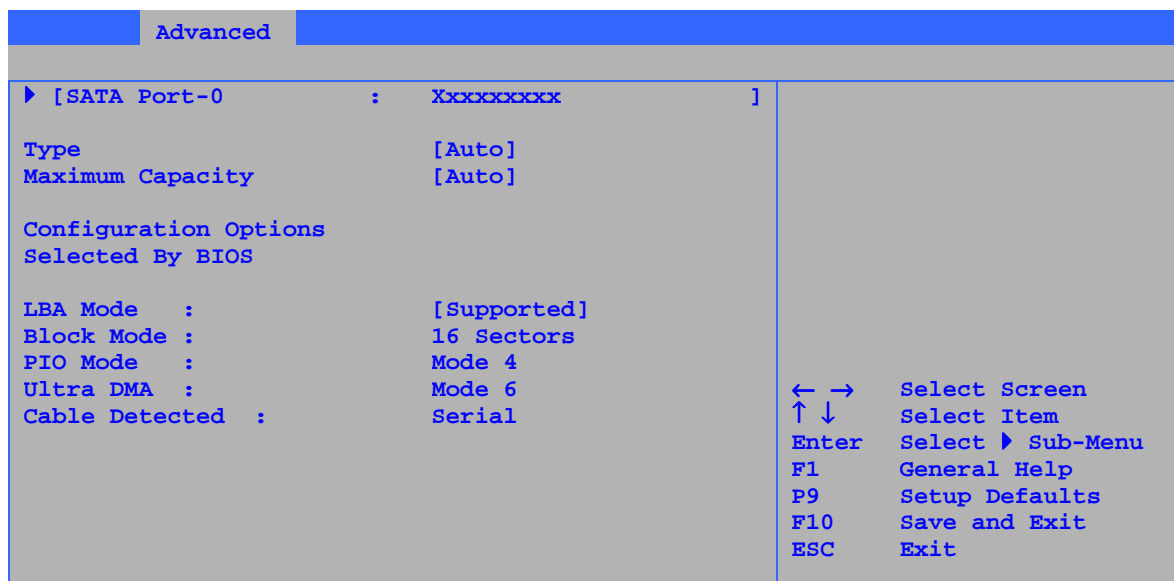 Advanced
[SATA Port-0 : Xxxxxxxxx ]
Type [Auto]
Maximum Capacity [Auto]
Configuration Options
Selected By BIOS
LBA Mode : [Supported]
Block Mode : 16 Sectors
PIO Mode : Mode 4
Ultra DMA : Mode 6
Cable Detected : Serial
← → Select Screen
↑ ↓ Select Item
Enter Select ▶ Sub-Menu
F1 General Help
P9 Setup Defaults
F10 Save and Exit
ESC Exit